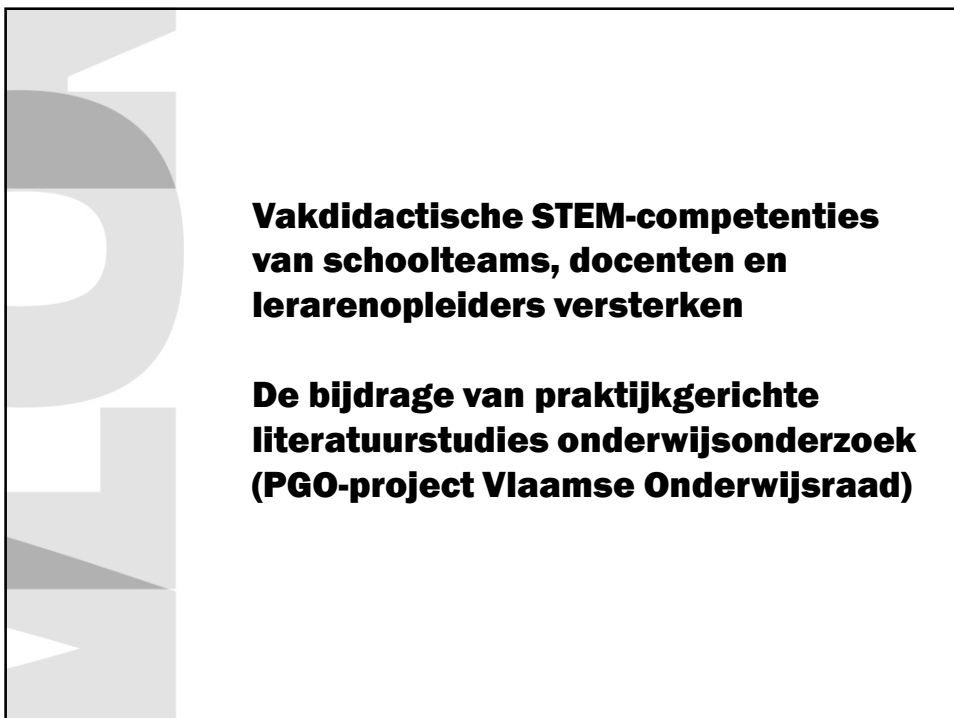 Vakdidactische STEM-competenties
van schoolteams, docenten en
lerarenopleiders versterken
De bijdrage van praktijkgerichte
literatuurstudies onderwijsonderzoek
(PGO-project Vlaamse Onderwijsraad)